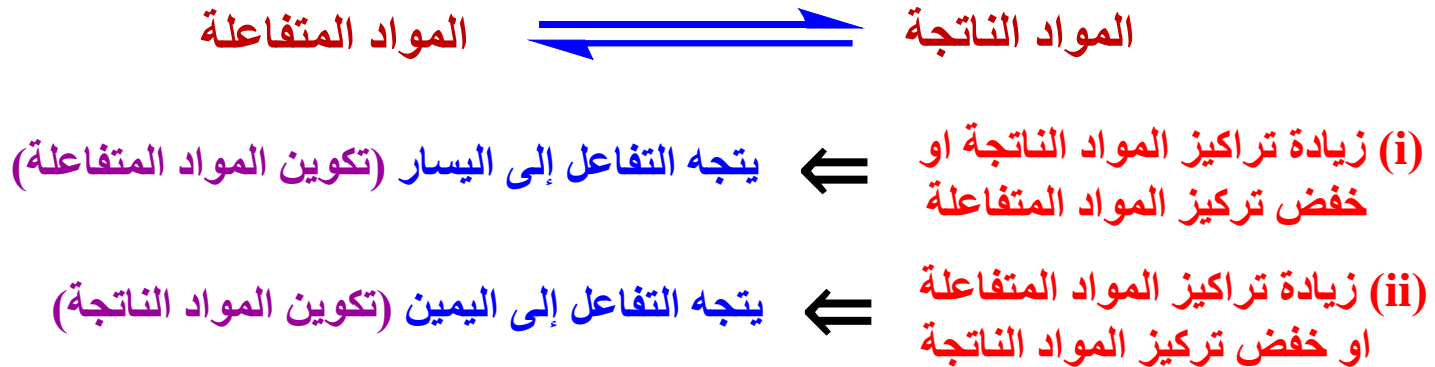 المواد المتفاعلة المواد الناتجة
(i) زيادة تراكيز المواد الناتجة او
خفض تركيز المواد المتفاعلة
⇐ يتجه التفاعل إلى اليسار (تكوين المواد المتفاعلة)
(ii) زيادة تراكيز المواد المتفاعلة
او خفض تركيز المواد الناتجة
⇐ يتجه التفاعل إلى اليمين (تكوين المواد الناتجة)